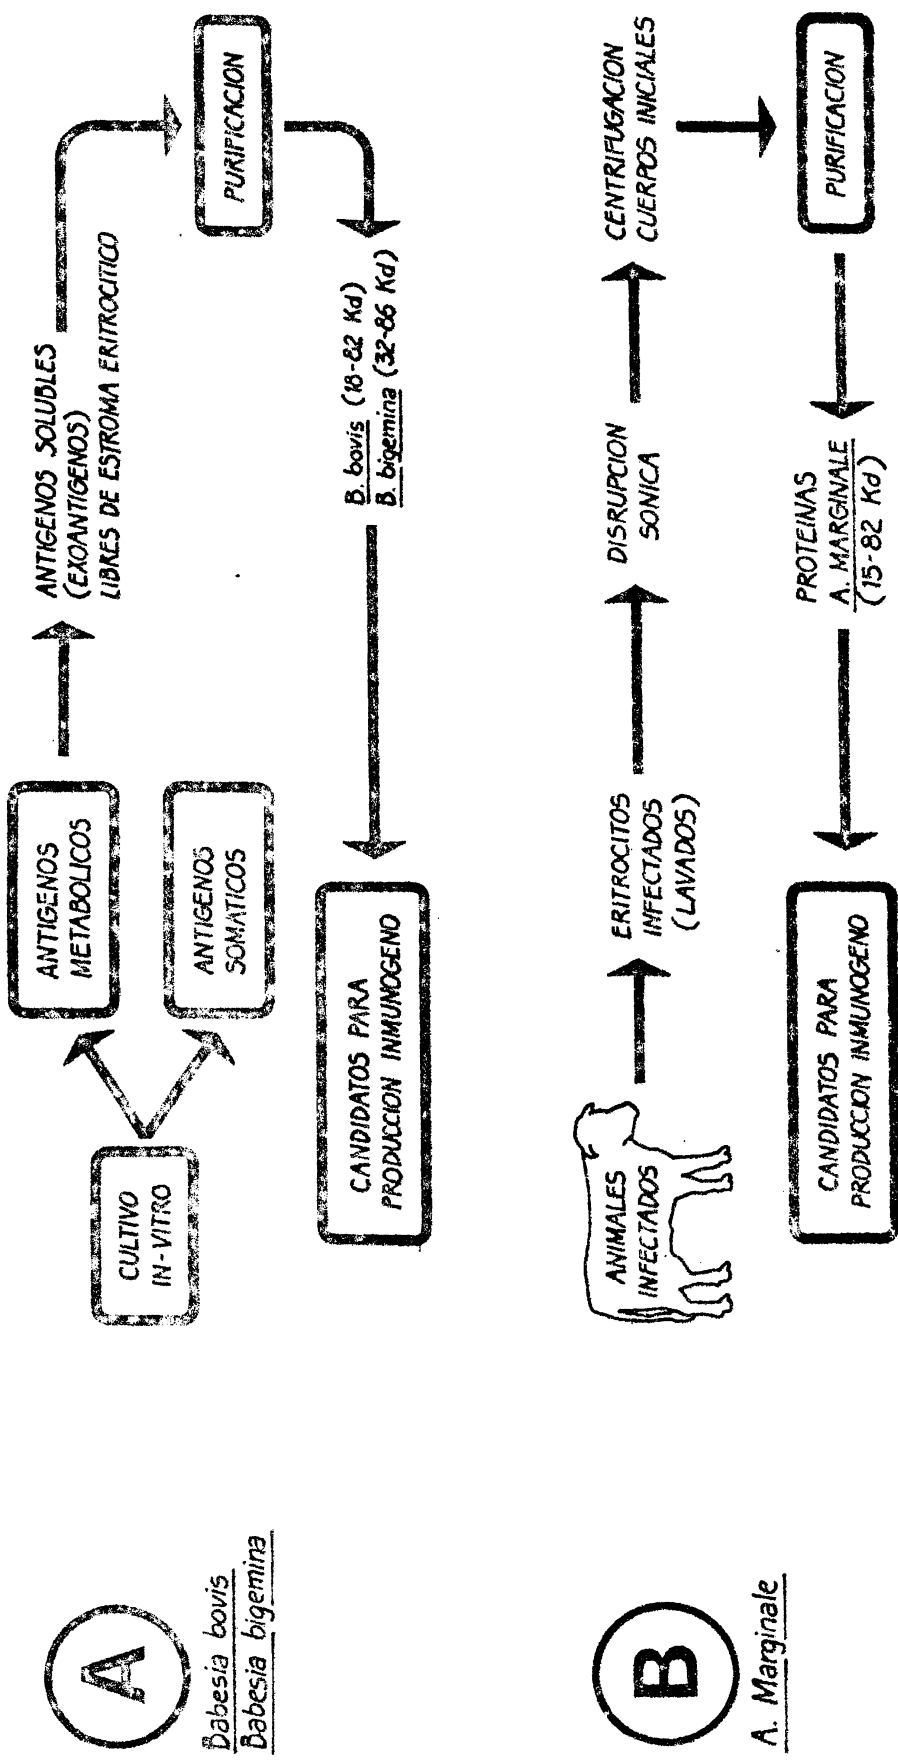 A
Babesia bovis
Babesia bigemina
CULTIVO
IN-VITRO
ANTIGENOS
METABOLICOS
ANTIGENOS
SOMATICOS
ANTIGENOS SOLUBLES
(EXOANTIGENOS)
LIBRES DE ESTROMA ERITROCITICO
PURIFICACION
B. bovis (18-82 Kd)
B. bigemina (32-86 Kd)
CANDIDATOS PARA
PRODUCCION INMUNOGENO
B
A. Marginale
ANIMALES
INFECTADOS
ERITROCITOS
INFECTADOS
(LAVADOS)
DISRUPCION
SONICA
CENTRIFUGACION
CUERPOS INICIALES
PURIFICACION
PROTEINAS
A. MARGINALE
(15-82 Kd)
CANDIDATOS PARA
PRODUCCION INMUNOGENO